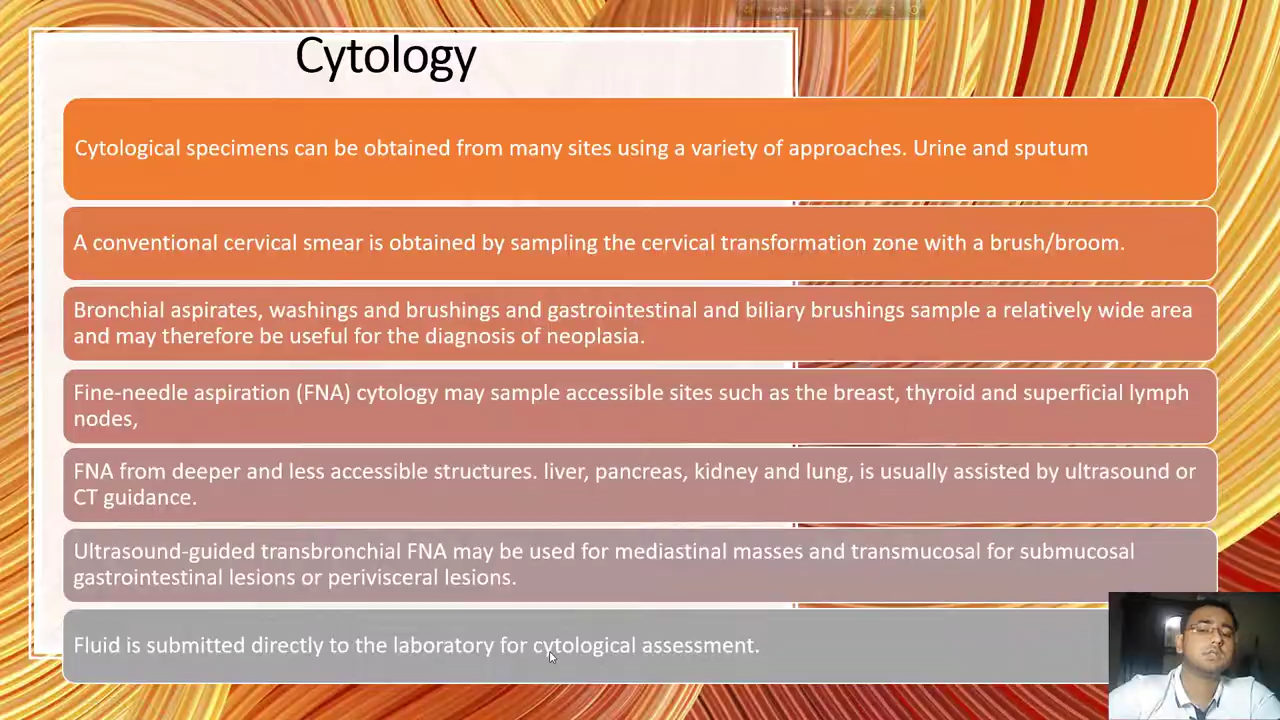 English
Cytology
Cytological specimens can be obtained from many sites using a variety of approaches. Urine and sputum
A conventional cervical smear is obtained by sampling the cervical transformation zone with a brush/broom.
Bronchial aspirates, washings and brushings and gastrointestinal and biliary brushings sample a relatively wide area
and may therefore be useful for the diagnosis of neoplasia.
Fine-needle aspiration (FNA) cytology may sample accessible sites such as the breast, thyroid and superficial lymph
nodes,
FNA from deeper and less accessible structures. liver, pancreas, kidney and lung, is usually assisted by ultrasound or
CT guidance.
Ultrasound-guided transbronchial FNA may be used for mediastinal masses and transmucosal for submucosal
gastrointestinal lesions or perivisceral lesions.
Fluid is submitted directly to the laboratory for cytological assessment.